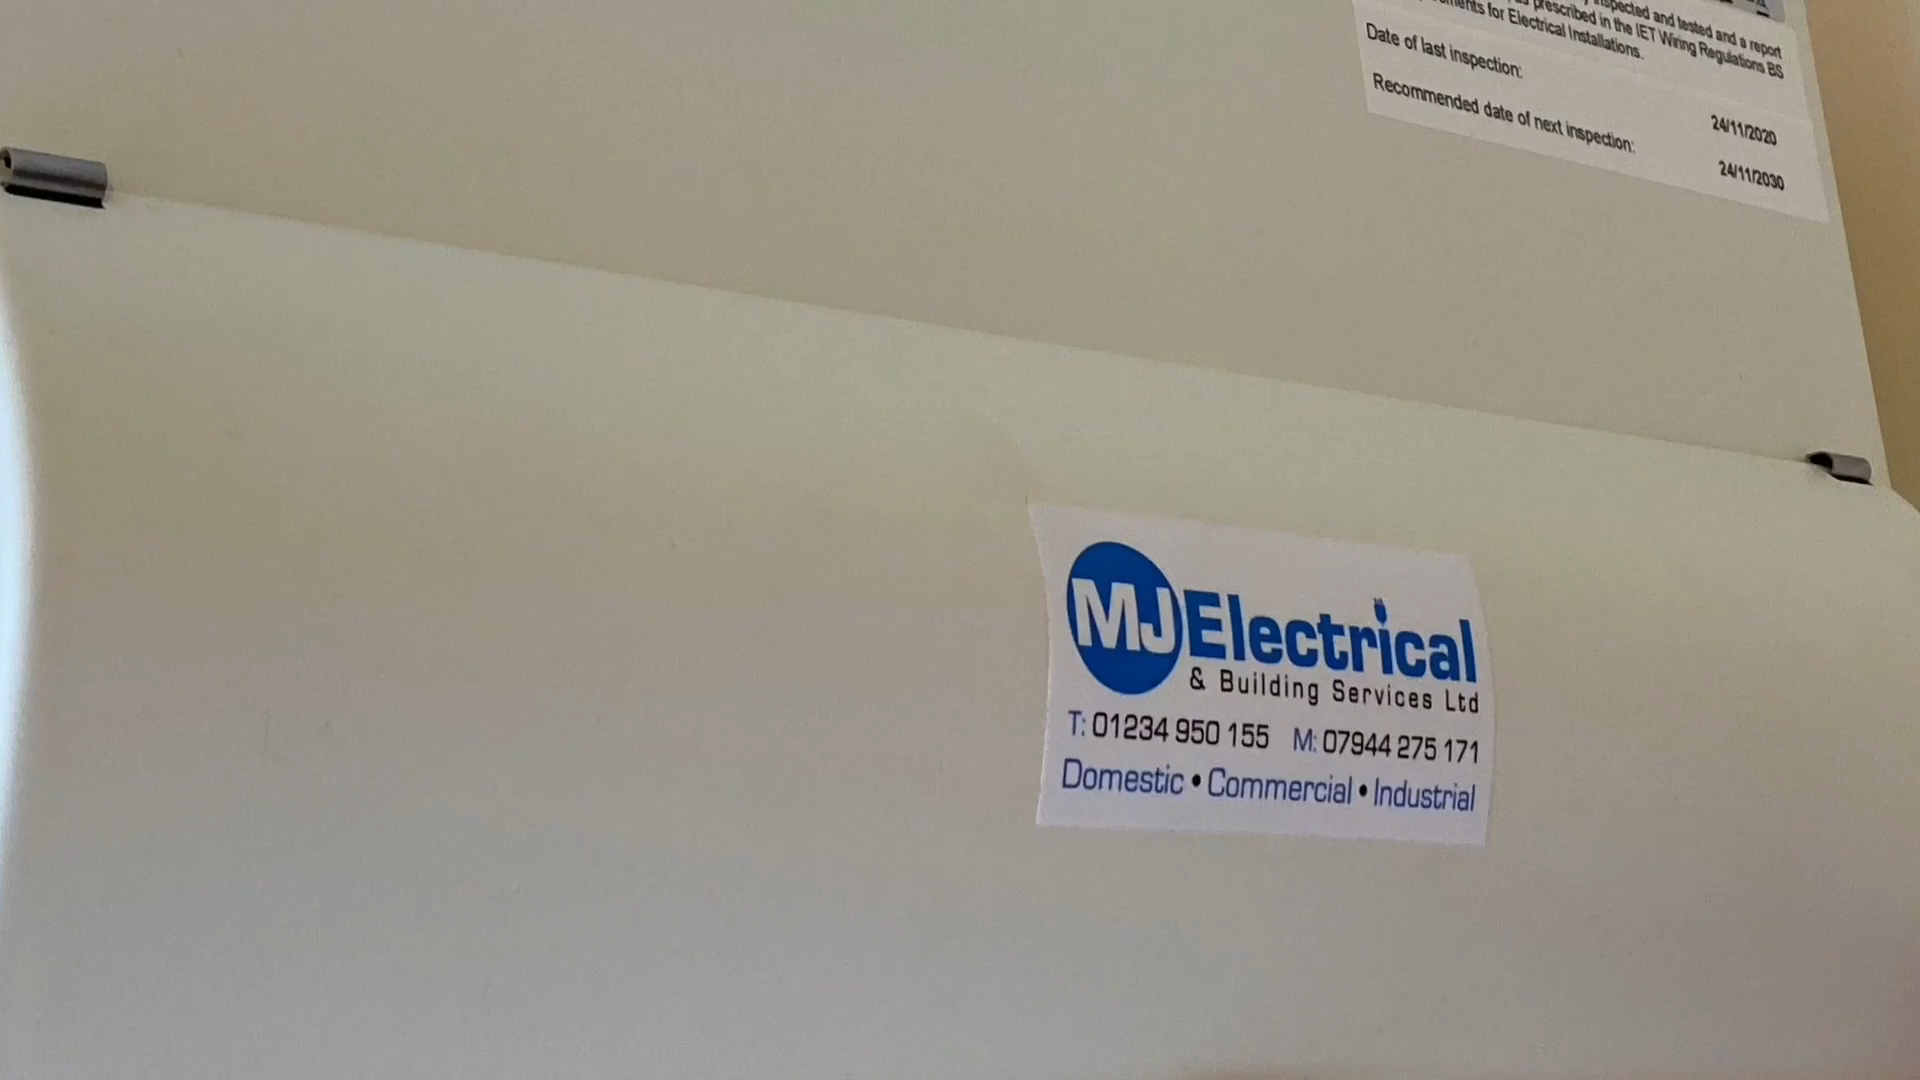 inspected and tested and a report
prescribed in the IET Wiring Regulations BS
for Electrical Installations.
Date of last inspection:
24/11/2020
Recommended date of next inspection:
24/11/2030
MJ Electrical
& Building Services Ltd
T: 01234 950 155 M: 07944 275 171
Domestic • Commercial • Industrial